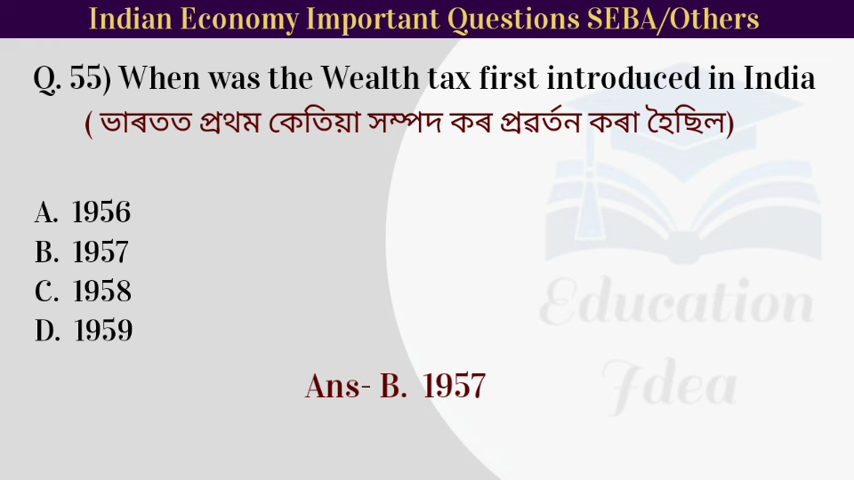 Indian Economy Important Questions SEBA/Others
Q. 55) When was the Wealth tax first introduced in India
( ভাৰতত প্ৰথম কেতিয়া সম্পদ কৰ প্ৰৱৰ্তন কৰা হৈছিল)
A. 1956
B. 1957
C. 1958
D. 1959
Education
Idea
Ans- B. 1957